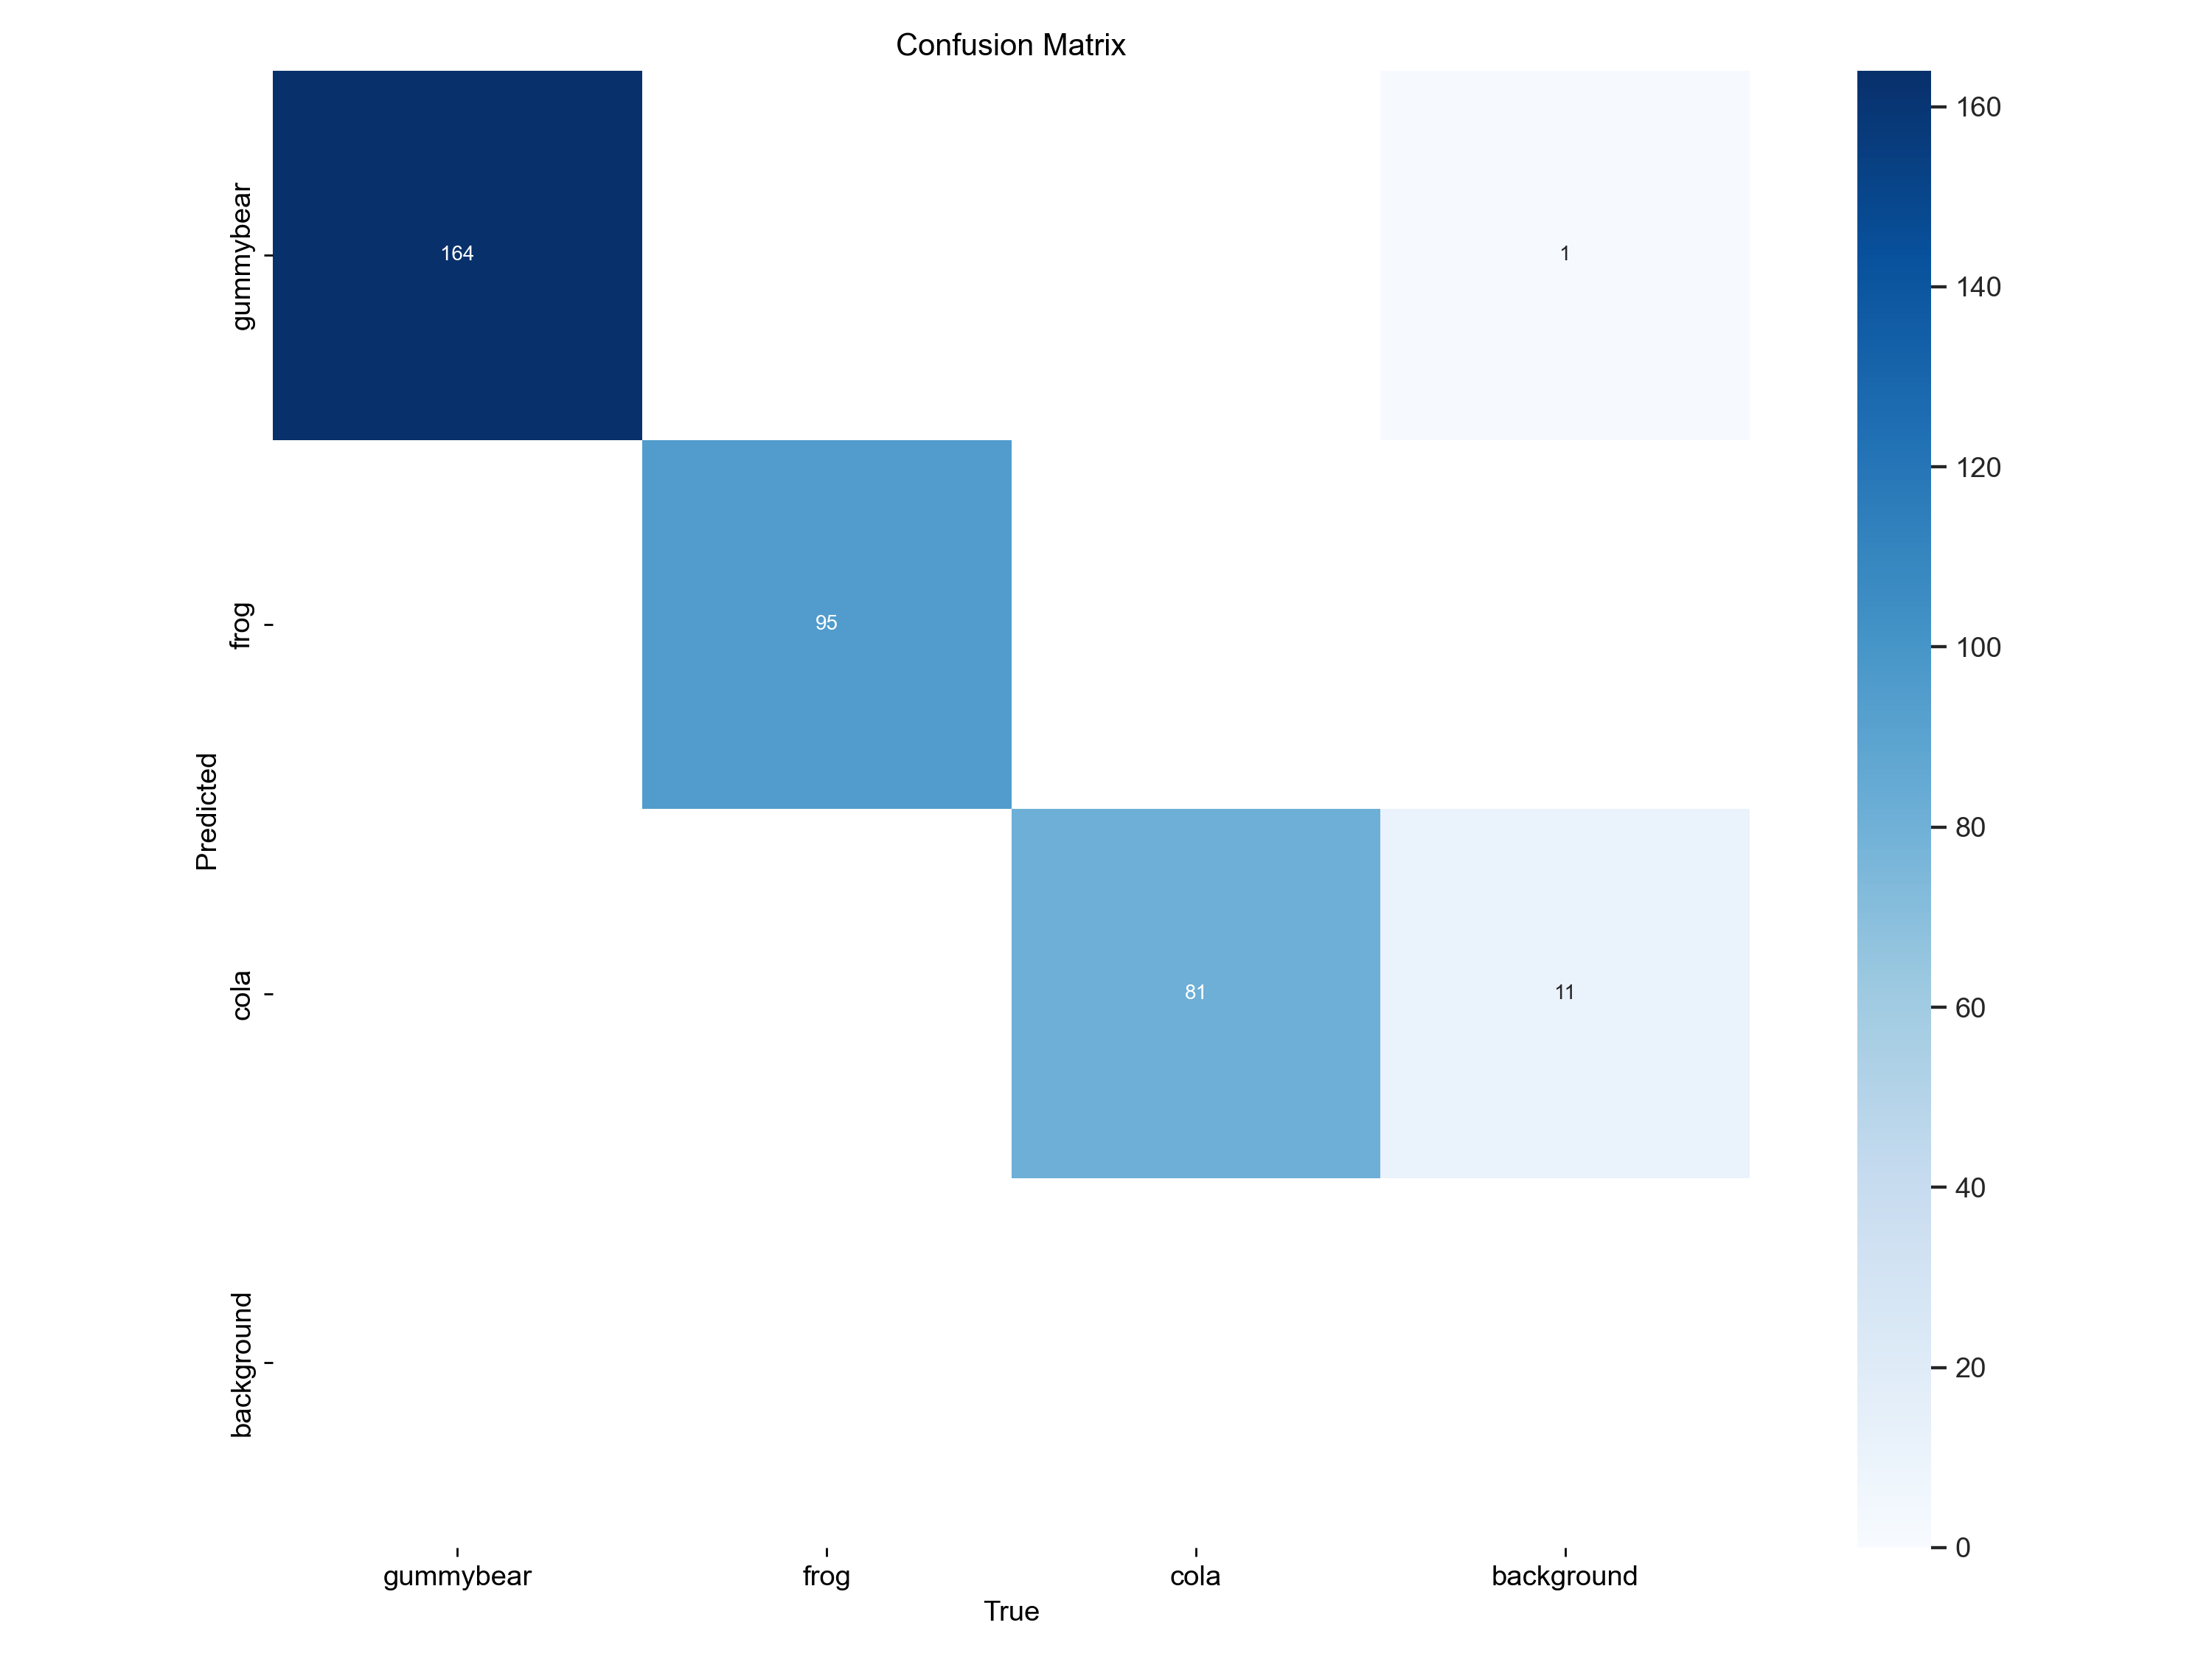 Confusion Matrix
gummybear
frog
cola
background
Predicted
164
1
95
81
11
gummybear
frog
cola
background
True
160
140
120
100
80
60
40
20
0